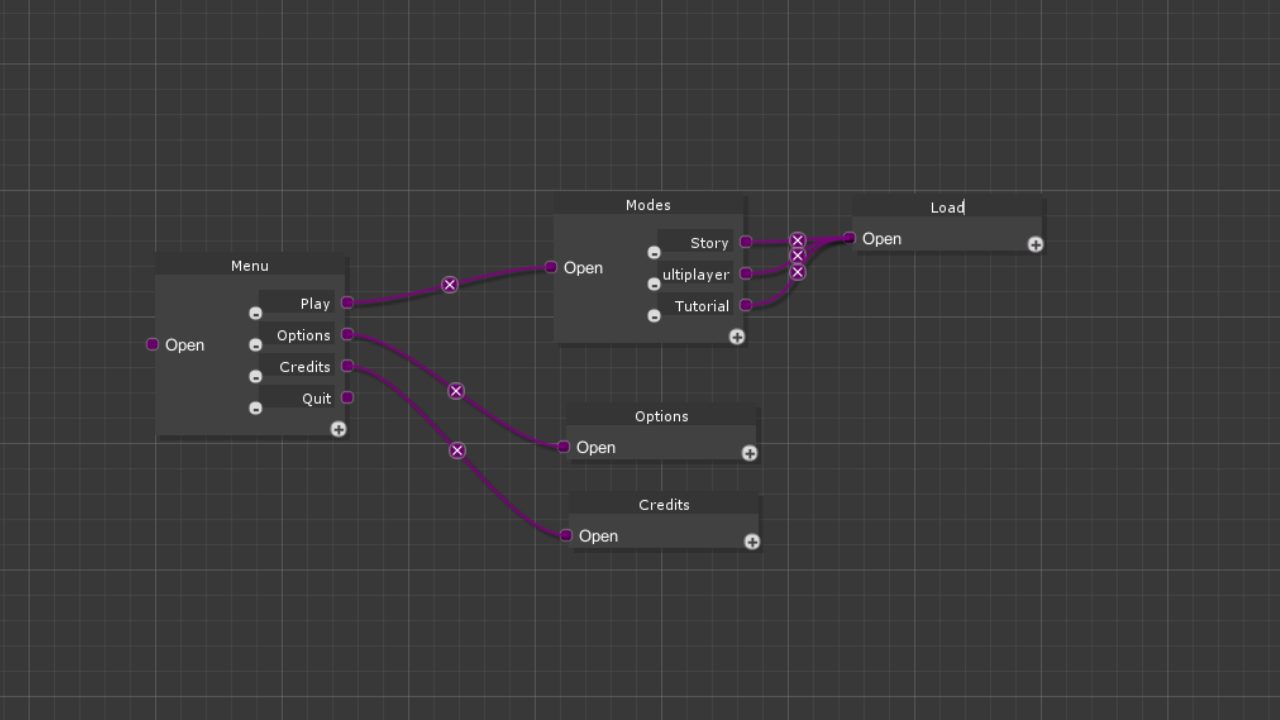 Menu
Open
Play
Options
Credits
Quit
Modes
Open
Story
ultiplayer
Tutorial
Load
Open
Options
Open
Credits
Open